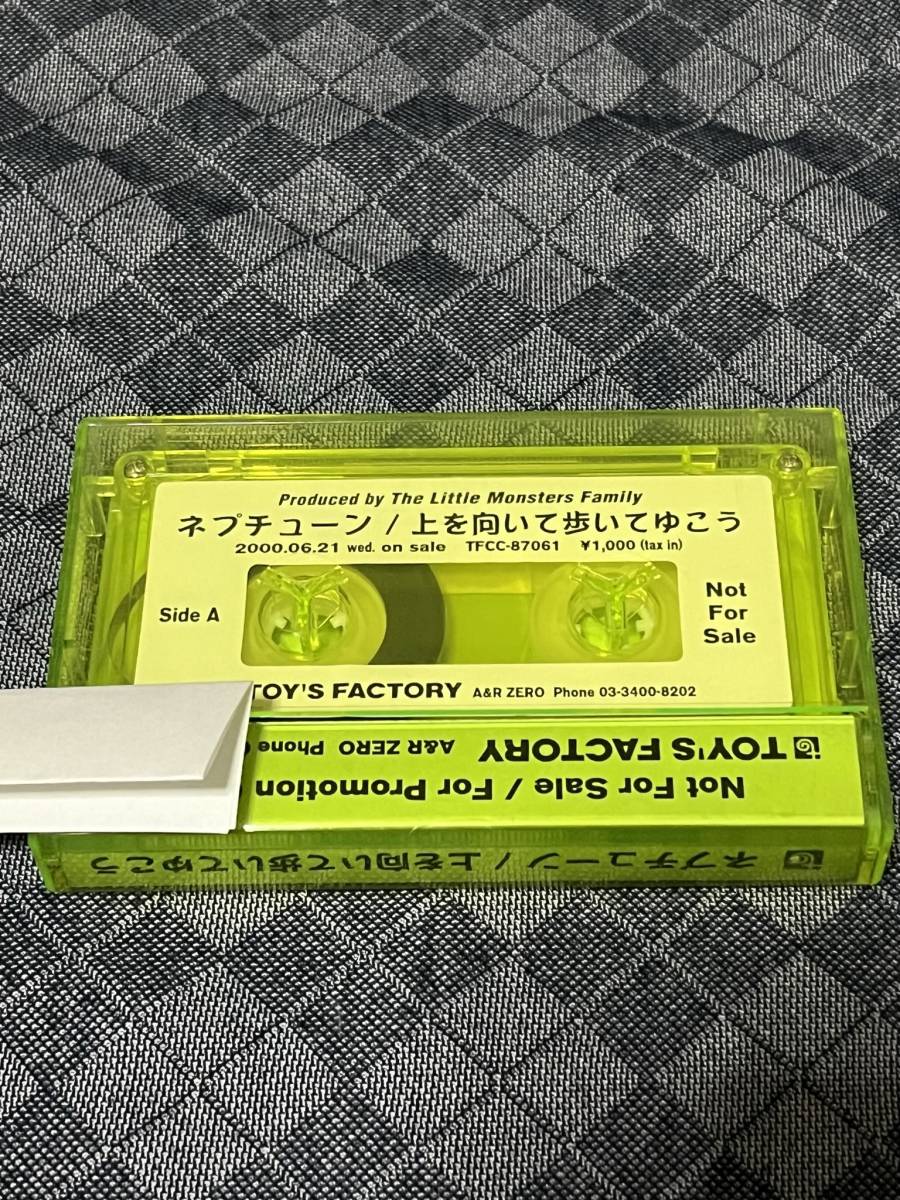 Produced by The Little Monsters Family
ネプチューン / 上を向いて歩いてゆこう
2000.06.21 wed. on sale TFCC-87061 ¥1,000 (tax in)
Side A
Not
For
Sale
TOY'S FACTORY A&R ZERO Phone 03-3400-8202
TOY'S FACTORY A&R ZERO Phone
Not For Sale / For Promotion
ネプチューン / 上を向いて歩いてゆこう